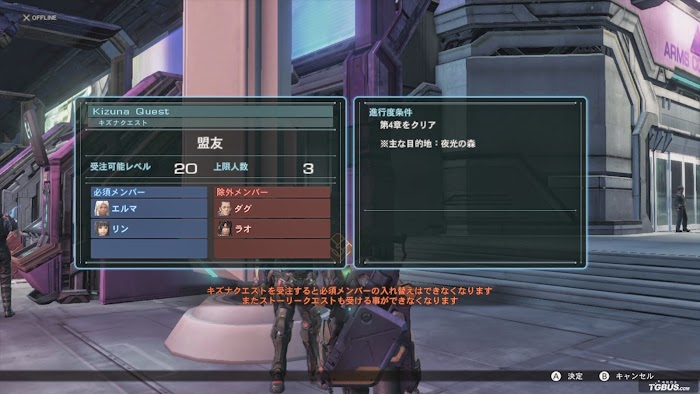 OFFLINE
ARMS
Kizuna Quest
キズナクエスト
盟友
受注可能レベル 20 上限人数 3
必須メンバー
エルマ
リン
除外メンバー
ダグ
ラオ
進行度条件
第4章をクリア
※主な目的地:夜光の森
キズナクエストを受注すると必須メンバーの入れ替えはできなくなります
またストーリークエストも受ける事ができなくなります
A 決定 B キャンセル
TGBUS.COM